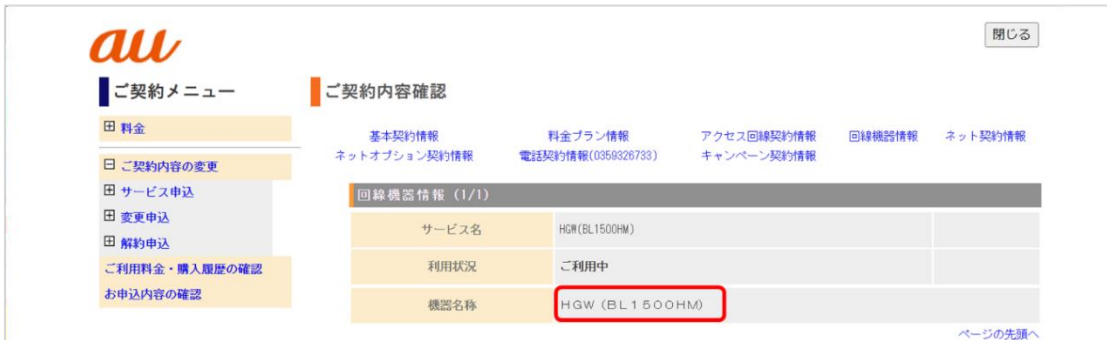 au
閉じる
ご契約メニュー
ご契約内容確認
料金
ご契約内容の変更
サービス申込
変更申込
解約申込
ご利用料金・購入履歴の確認
お申込内容の確認
基本契約情報 料金プラン情報 アクセス回線契約情報 回線機器情報 ネット契約情報
ネットオプション契約情報 電話契約情報(0359326733) キャンペーン契約情報
回線機器情報 (1/1)
サービス名 HGW(BL1500HM)
利用状況 ご利用中
機器名称 HGW(BL1500HM)
ページの先頭へ